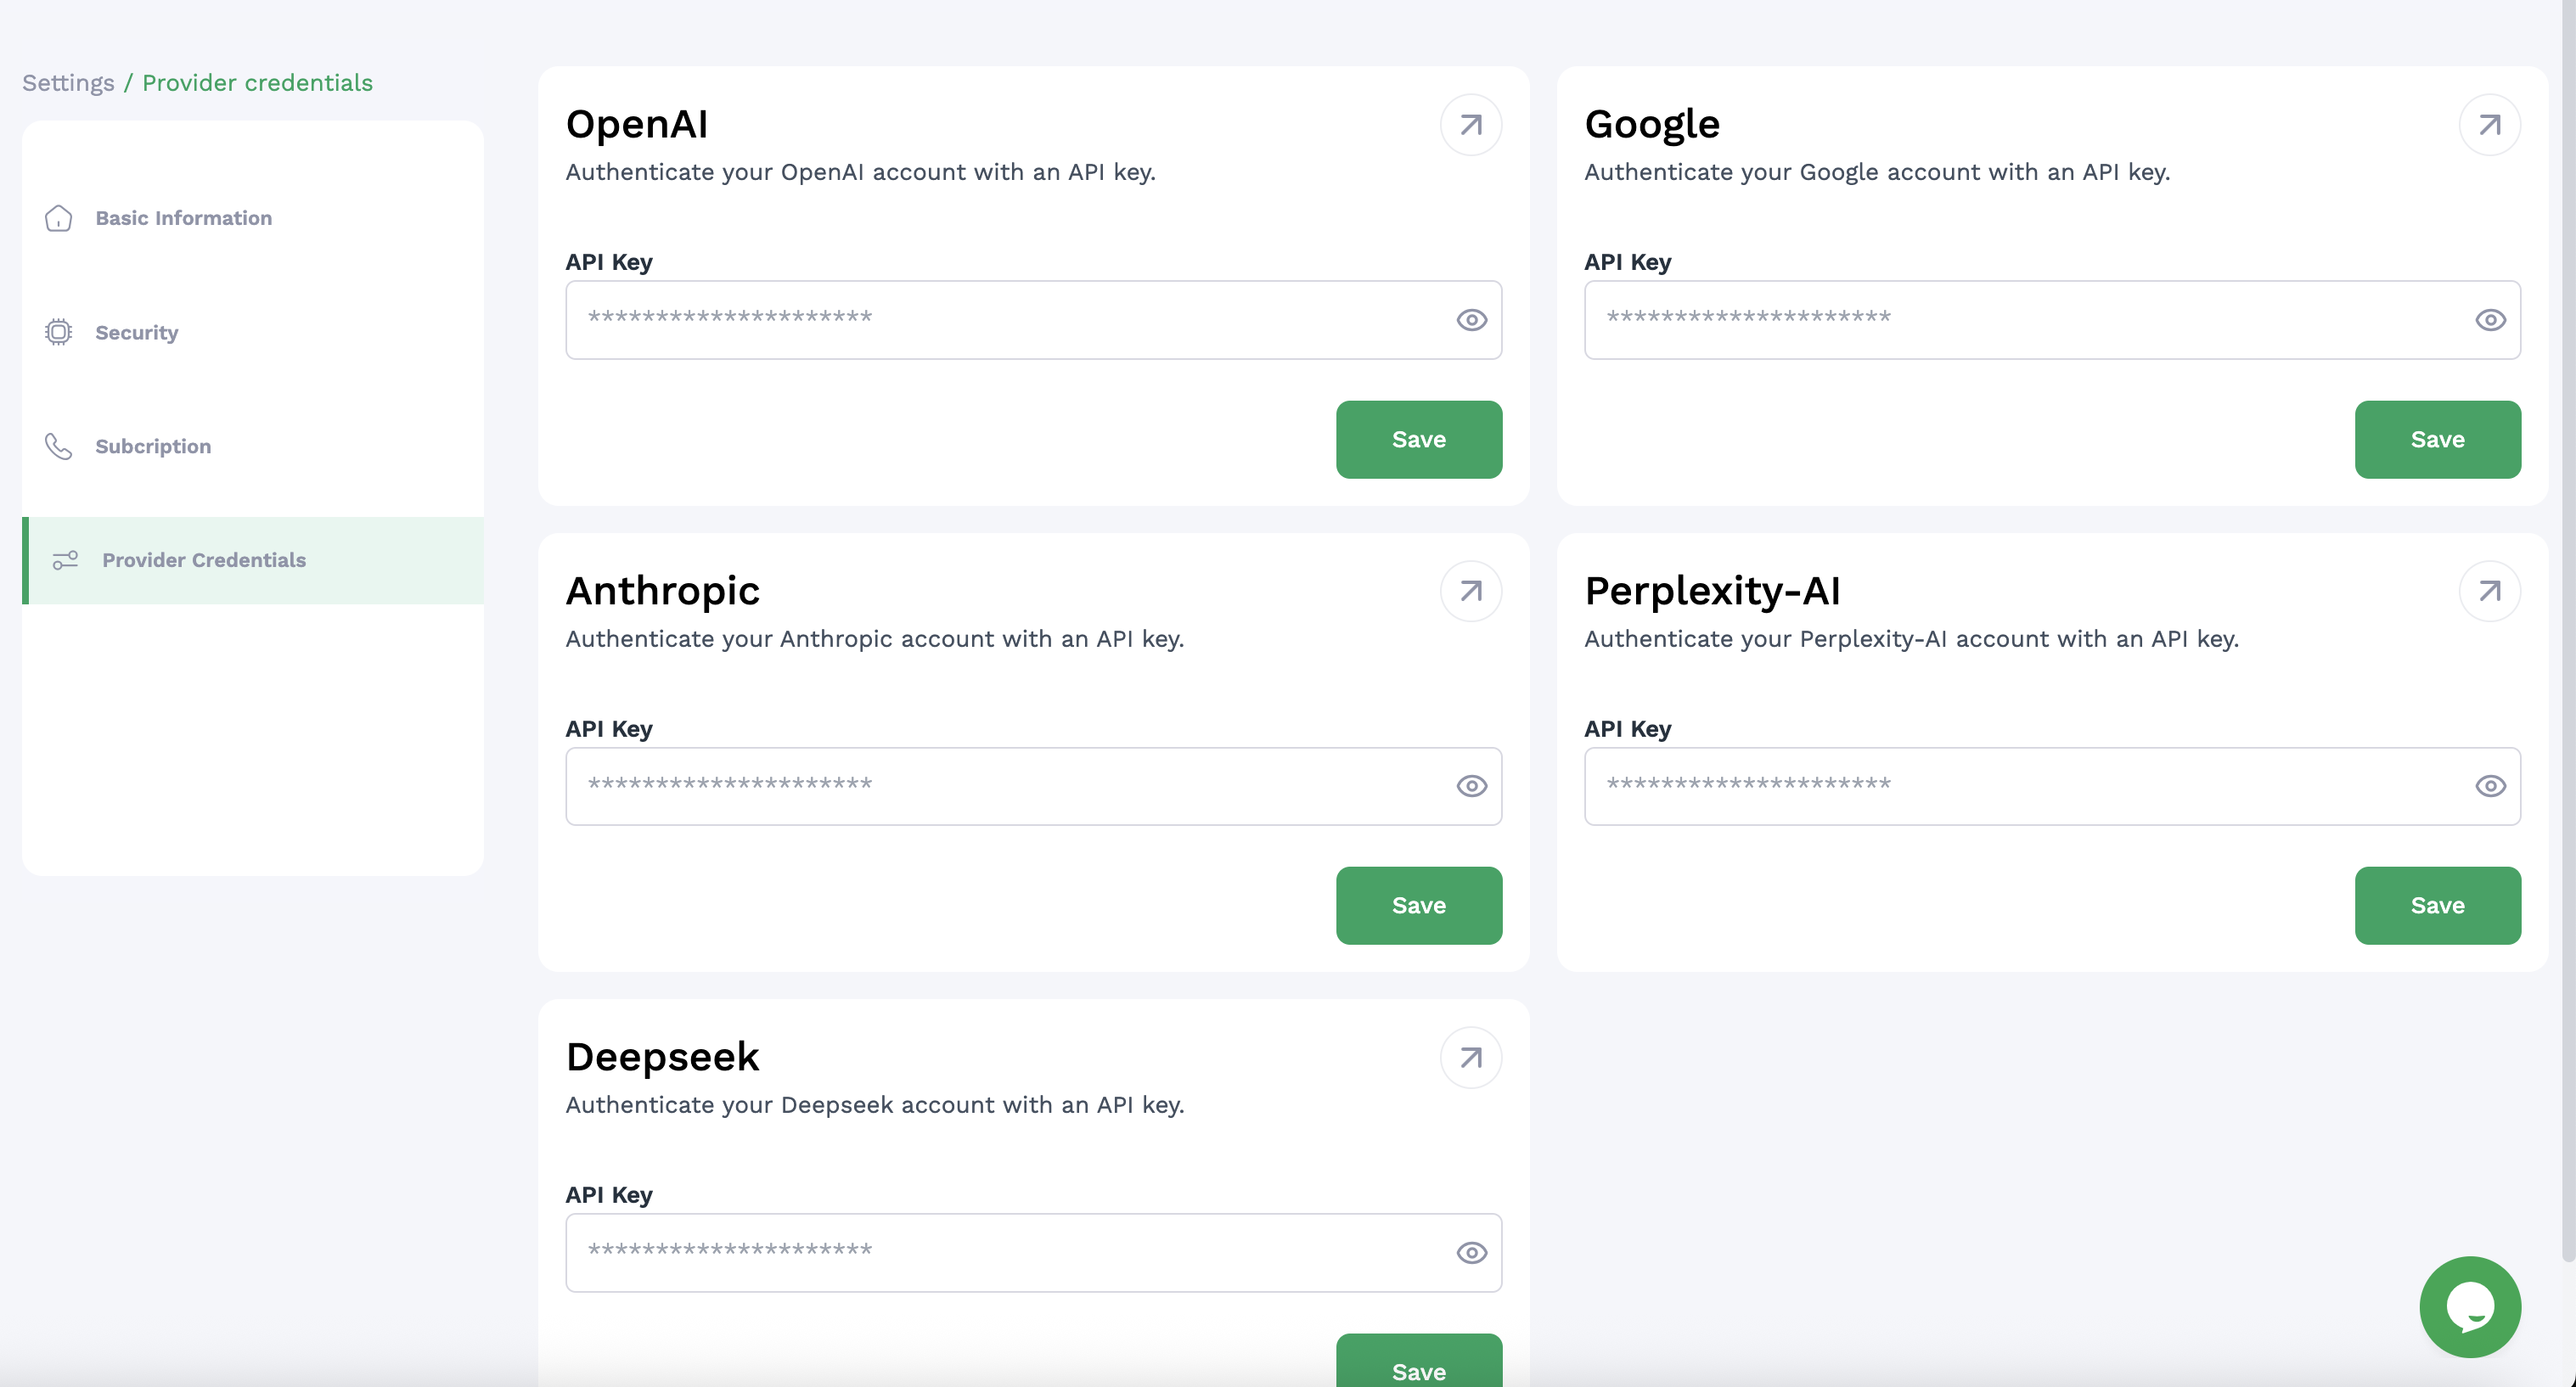 Settings / Provider credentials
Basic Information
Security
Subcription
Provider Credentials
OpenAI
Authenticate your OpenAI account with an API key.
API Key
*********************
Save
Google
Authenticate your Google account with an API key.
API Key
*********************
Save
Anthropic
Authenticate your Anthropic account with an API key.
API Key
*********************
Save
Perplexity-AI
Authenticate your Perplexity-AI account with an API key.
API Key
*********************
Save
Deepseek
Authenticate your Deepseek account with an API key.
API Key
*********************
Save